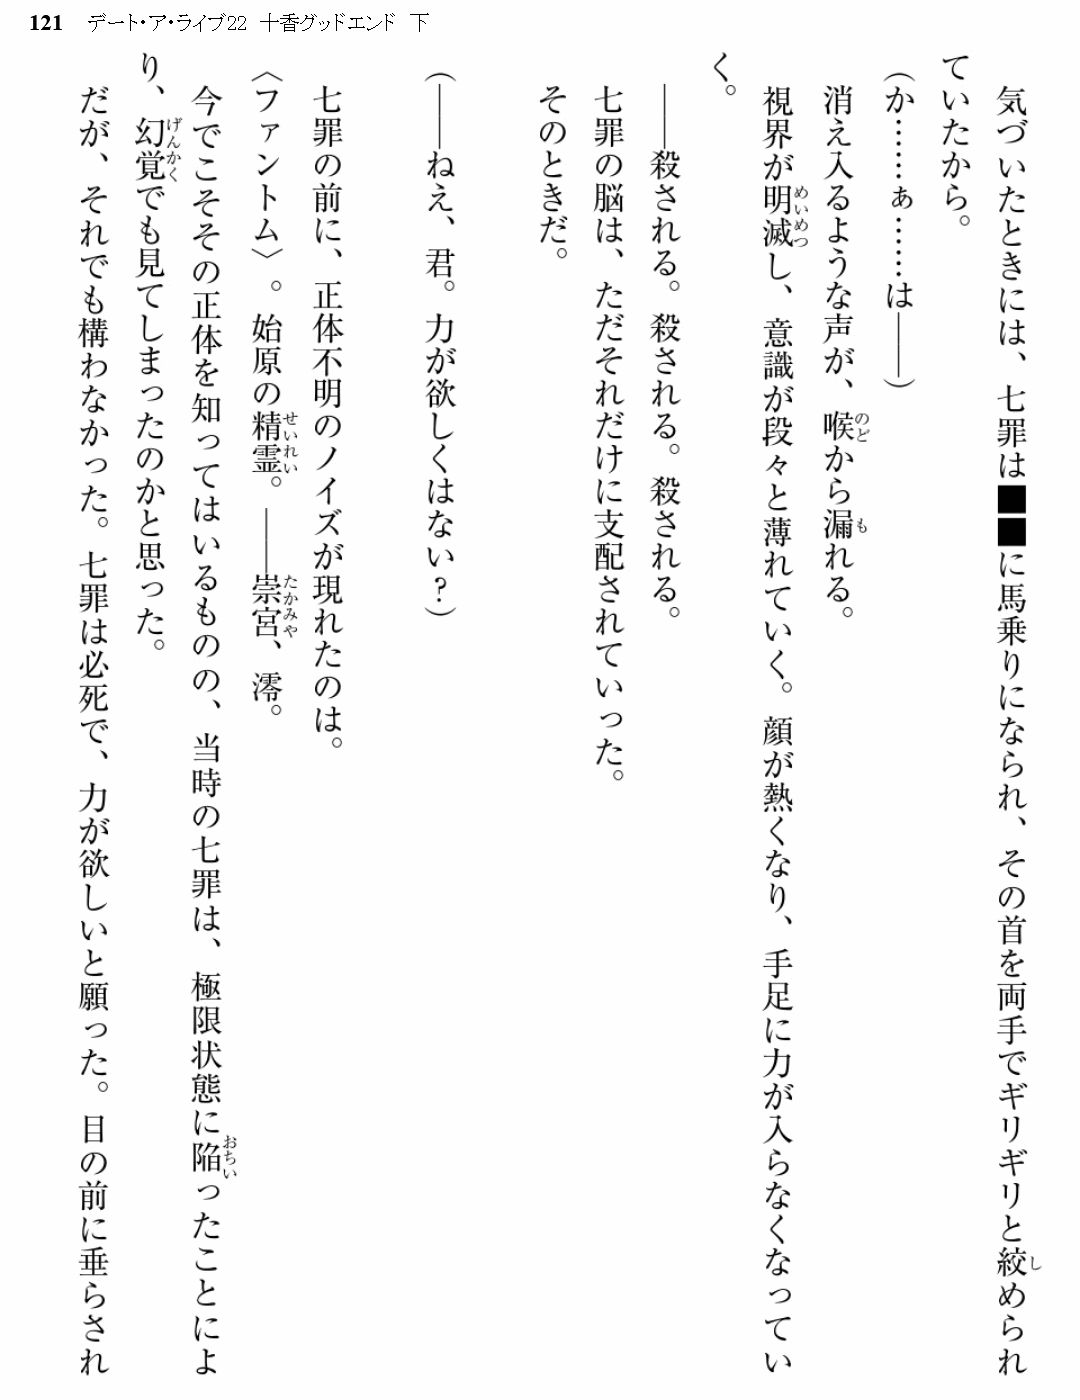 121 デート・ア・ライブ22 十香グッドエンド 下
気づいたときには、七罪は■■に馬乗りになられ、その首を両手でギリギリと絞められ
ていたから。
（か……ぁ……は――）
消え入るような声が、喉から漏れる。
視界が明滅し、意識が段々と薄れていく。顔が熱くなり、手足に力が入らなくなってい
く。
――殺される。殺される。殺される。
七罪の脳は、ただそれだけに支配されていった。
そのときだ。
（――ねえ、君。力が欲しくはない？）
七罪の前に、正体不明のノイズが現れたのは。
〈ファントム〉。始原の精霊。――崇宮、澪。
今でこそその正体を知ってはいるものの、当時の七罪は、極限状態に陥ったことによ
り、幻覚でも見てしまったのかと思った。
だが、それでも構わなかった。七罪は必死で、力が欲しいと願った。目の前に垂らされ